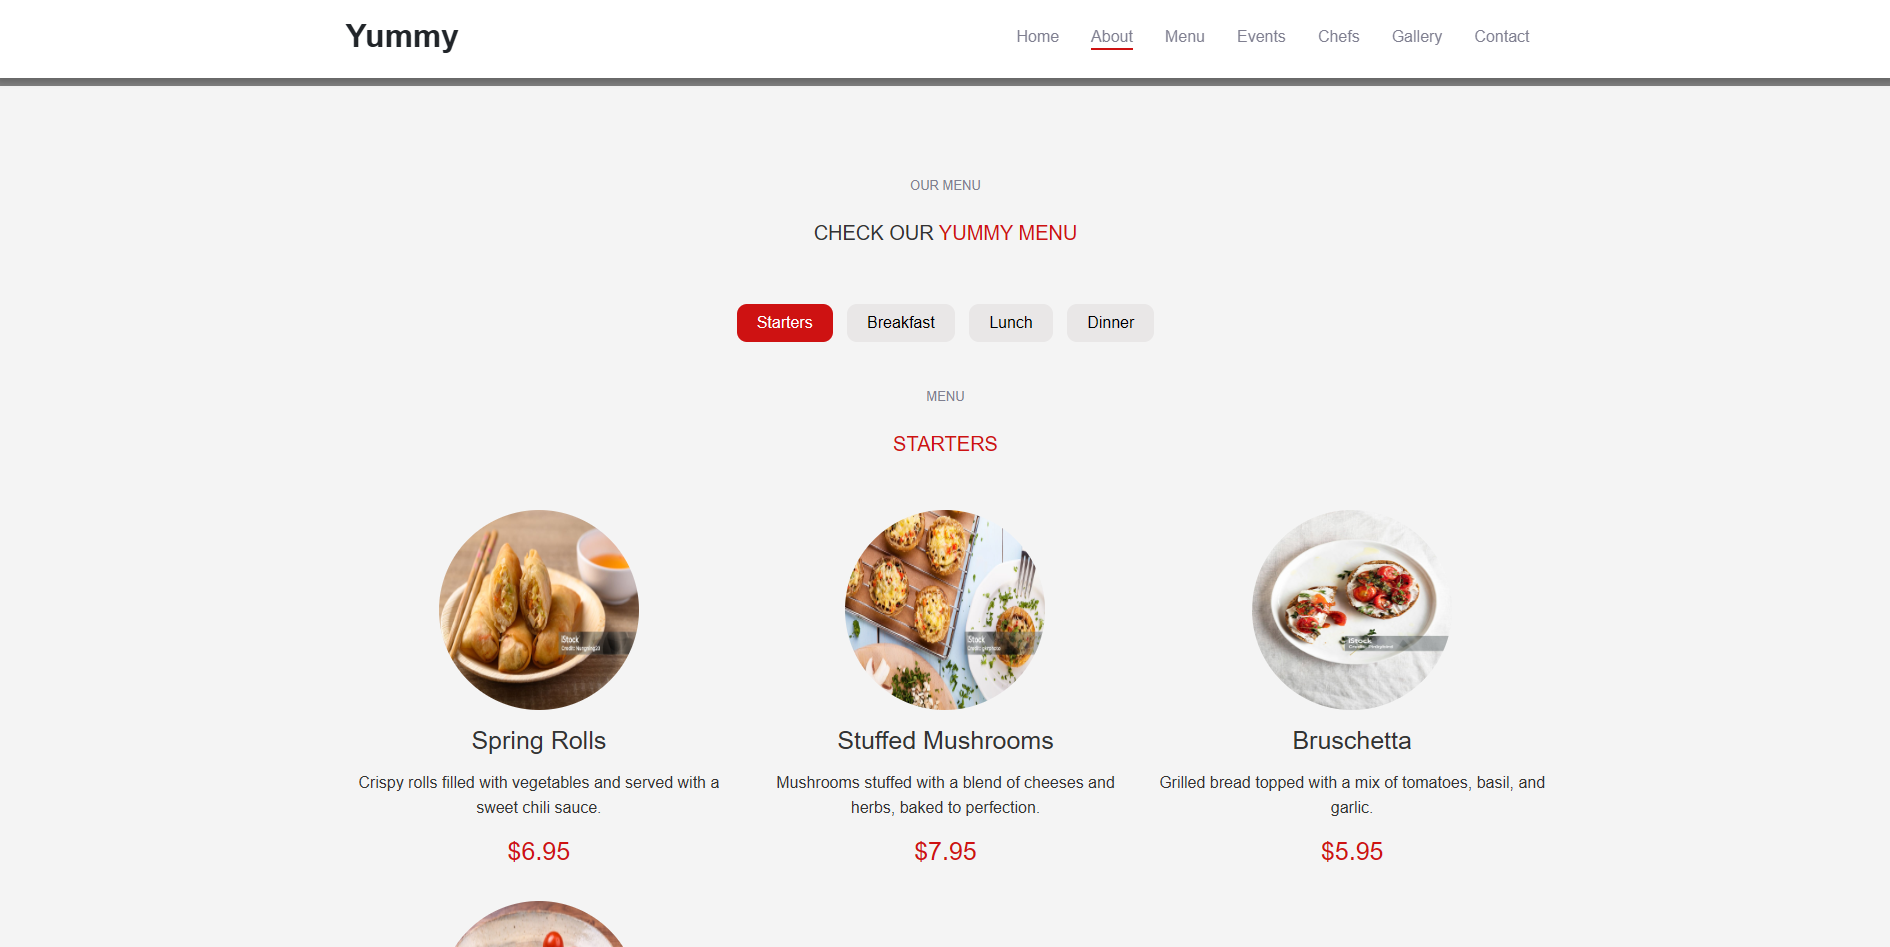 Yummy
Home About Menu Events Chefs Gallery Contact
OUR MENU
CHECK OUR YUMMY MENU
Starters Breakfast Lunch Dinner
MENU
STARTERS
iStock
iStock
iStock
Spring Rolls
Crispy rolls filled with vegetables and served with a
sweet chili sauce.
$6.95
Stuffed Mushrooms
Mushrooms stuffed with a blend of cheeses and
herbs, baked to perfection.
$7.95
Bruschetta
Grilled bread topped with a mix of tomatoes, basil, and
garlic.
$5.95